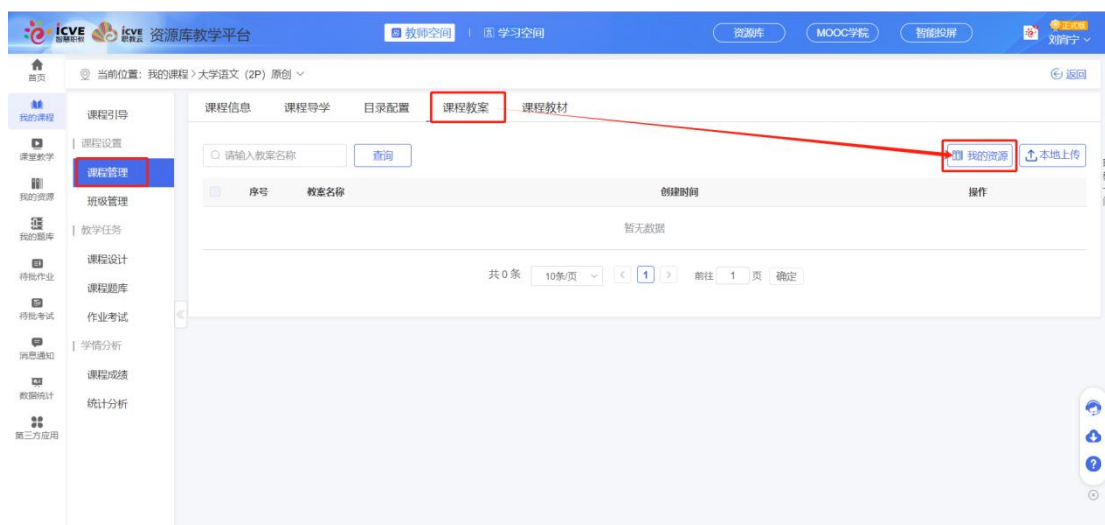 icve 智慧职教 icve 职教云 资源库教学平台 教师空间 学习空间 资源库 MOOC学院 智能投屏 正式版
刘倩宁
首页 当前位置：我的课程>大学语文（2P）原创 返回
我的课程
课堂教学
我的资源
我的题库
待批作业
待批考试
消息通知
数据统计
第三方应用
课程引导
课程设置
课程管理
班级管理
教学任务
课程设计
课程题库
作业考试
学情分析
课程成绩
统计分析
课程信息 课程导学 目录配置 课程教案 课程教材
请输入教案名称 查询 我的资源 本地上传
序号 教案名称 创建时间 操作
暂无数据
共 0 条 10条/页 < 1 > 前往 1 页 确定